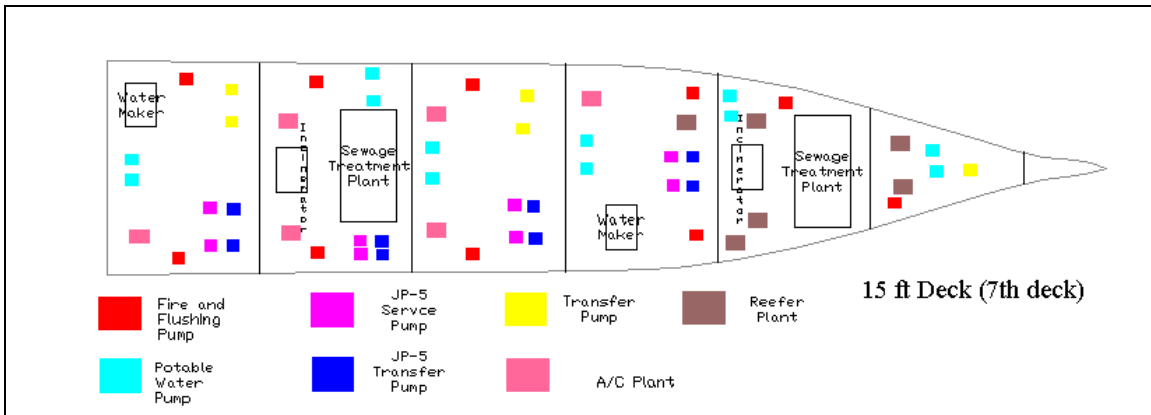 Water
Maker
Incinerator
Sewage
Treatment
Plant
Water
Maker
Incinerator
Sewage
Treatment
Plant
15 ft Deck (7th deck)
Fire and
Flushing
Pump
JP-5
Servce
Pump
Transfer
Pump
Reefer
Plant
Potable
Water
Pump
JP-5
Transfer
Pump
A/C Plant